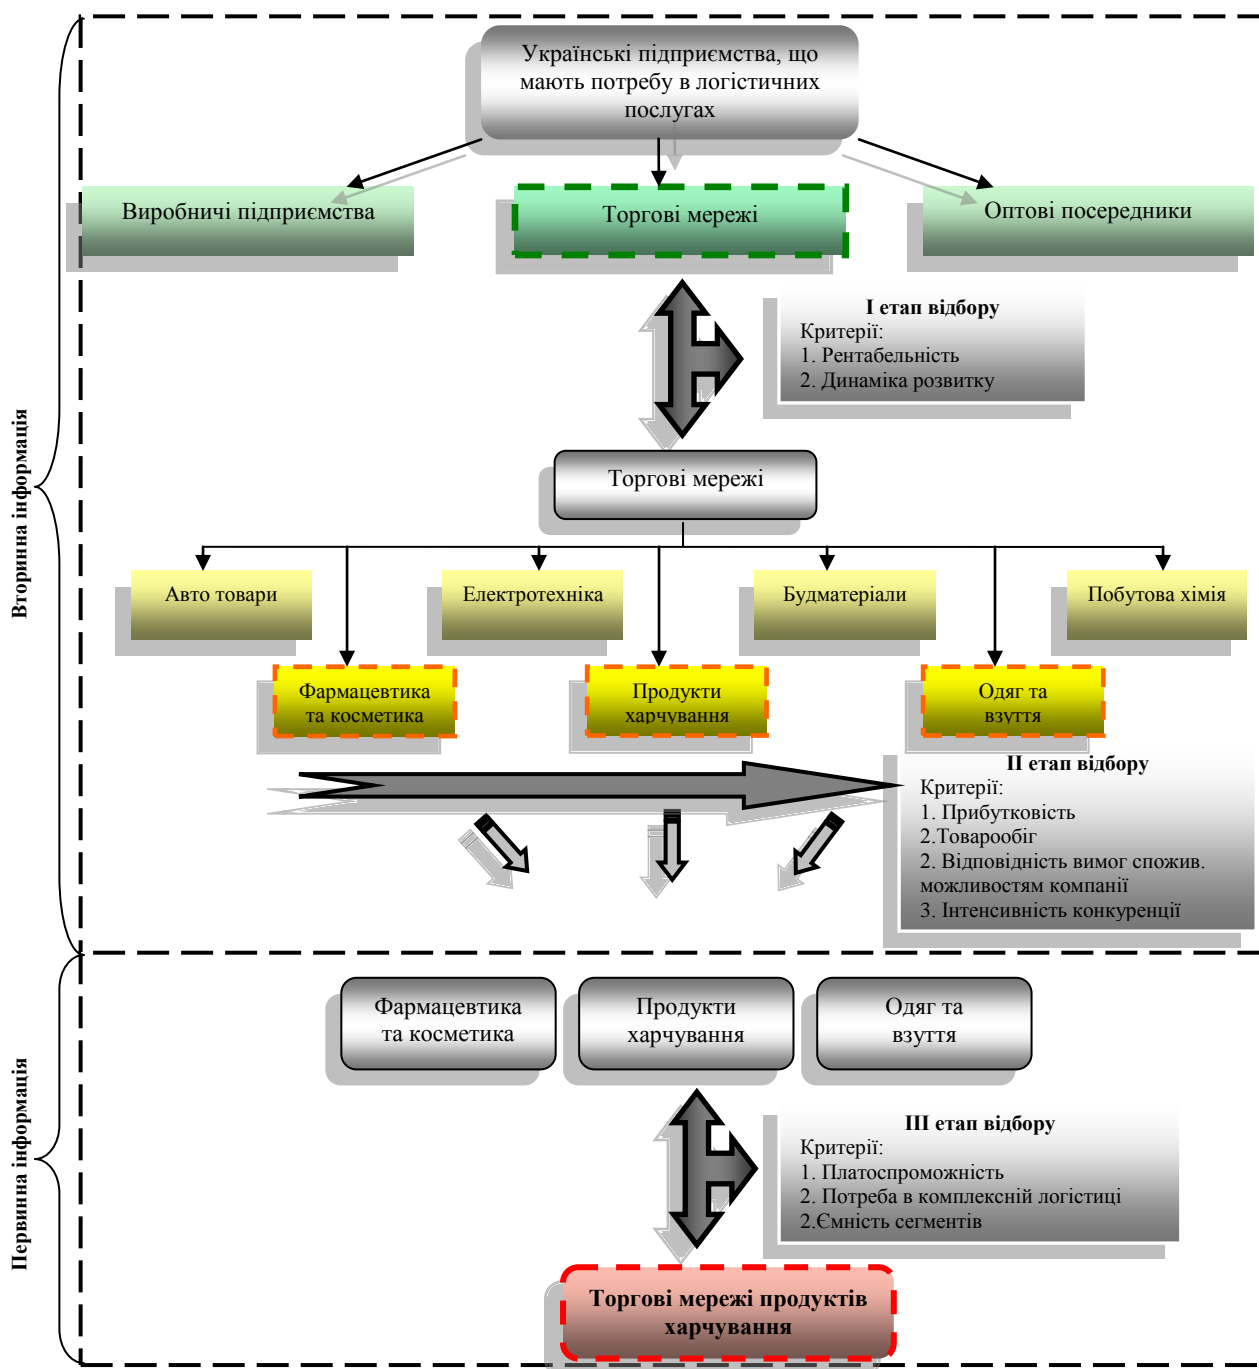 Українські підприємства, що
мають потребу в логістичних
послугах
Виробничі підприємства
Торгові мережі
Оптові посередники
І етап відбору
Критерії:
1. Рентабельність
2. Динаміка розвитку
Торгові мережі
Авто товари
Електротехніка
Будматеріали
Побутова хімія
Фармацевтика
та косметика
Продукти
харчування
Одяг та
взуття
ІІ етап відбору
Критерії:
1. Прибутковість
2.Товарообіг
2. Відповідність вимог спожив.
можливостям компанії
3. Інтенсивність конкуренції
Вторинна інформація
Фармацевтика
та косметика
Продукти
харчування
Одяг та
взуття
ІІІ етап відбору
Критерії:
1. Платоспроможність
2. Потреба в комплексній логістиці
2.Ємність сегментів
Торгові мережі продуктів
харчування
Первинна інформація